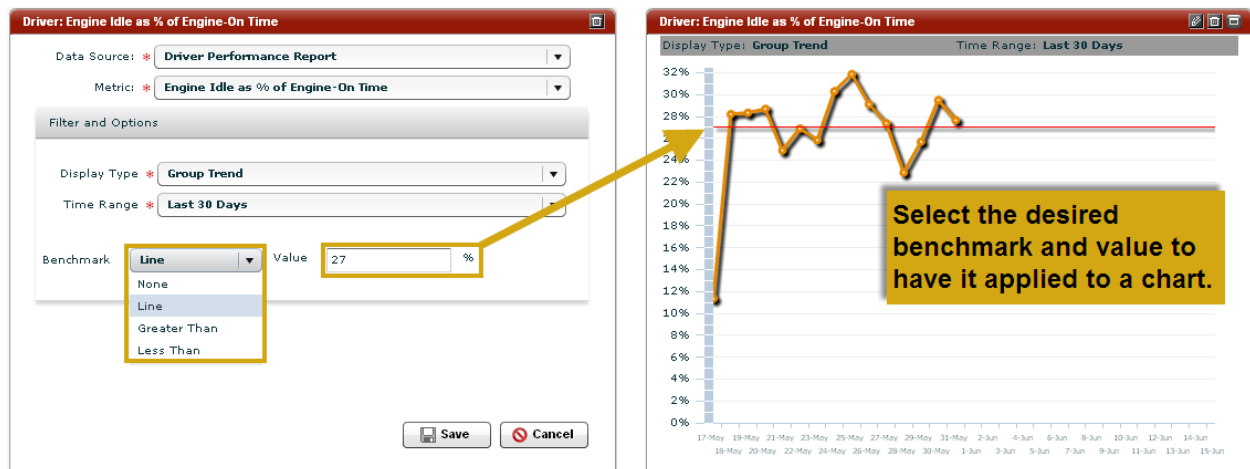 Driver: Engine Idle as % of Engine-On Time
Data Source: * Driver Performance Report
Metric: * Engine Idle as % of Engine-On Time
Filter and Options
Display Type * Group Trend
Time Range * Last 30 Days
Benchmark Line Value 27 %
None
Line
Greater Than
Less Than
Save Cancel
Driver: Engine Idle as % of Engine-On Time
Display Type: Group Trend Time Range: Last 30 Days
32%
30%
28%
26%
24%
22%
20%
18%
16%
14%
12%
10%
8%
6%
4%
2%
0%
Select the desired
benchmark and value to
have it applied to a chart.
17-May 19-May 21-May 23-May 25-May 27-May 29-May 31-May 2-Jun 4-Jun 6-Jun 8-Jun 10-Jun 12-Jun 14-Jun
18-May 20-May 22-May 24-May 26-May 28-May 30-May 1-Jun 3-Jun 5-Jun 7-Jun 9-Jun 11-Jun 13-Jun 15-Jun